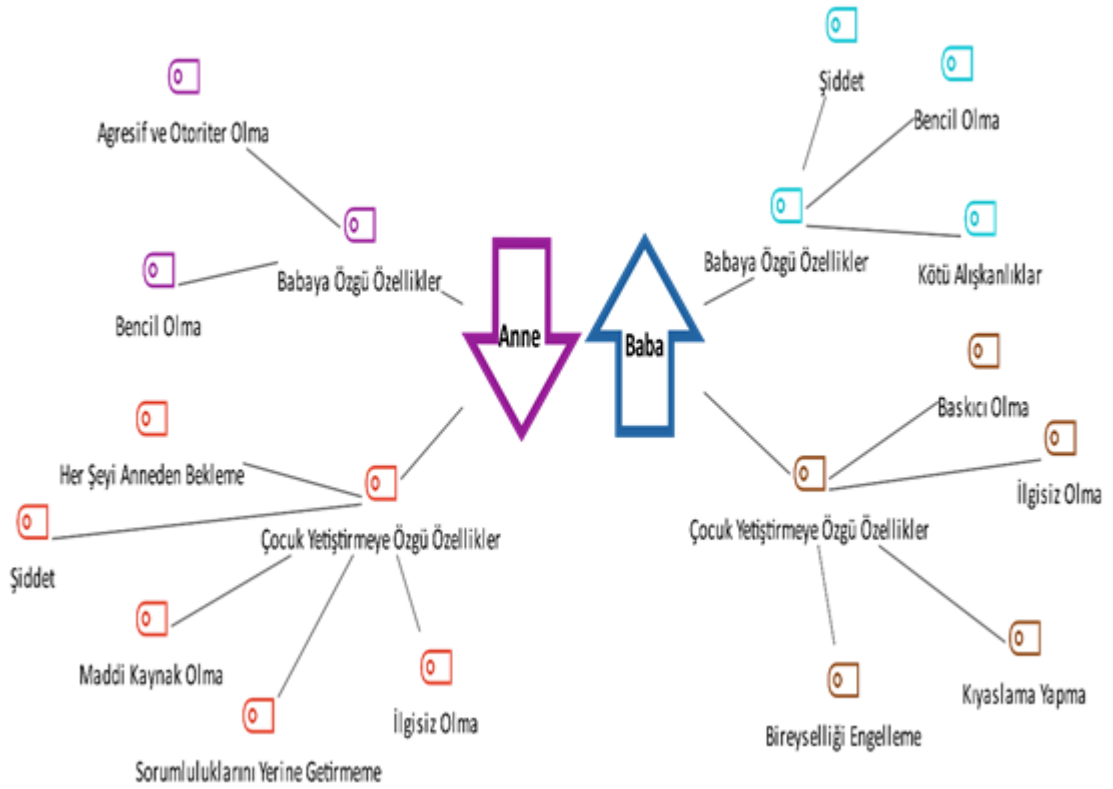 Şiddet
Bencil Olma
Agresif ve Otoriter Olma
Babaya Özgü Özellikler
Babaya Özgü Özellikler
Kötü Alışkanlıklar
Bencil Olma
Anne
Baba
Baskıcı Olma
Her Şeyi Anneden Bekleme
İlgisiz Olma
Çocuk Yetiştirmeye Özgü Özellikler
Çocuk Yetiştirmeye Özgü Özellikler
Şiddet
Maddi Kaynak Olma
Kıyaslama Yapma
İlgisiz Olma
Bireyselliği Engelleme
Sorumluluklarını Yerine Getirmeme